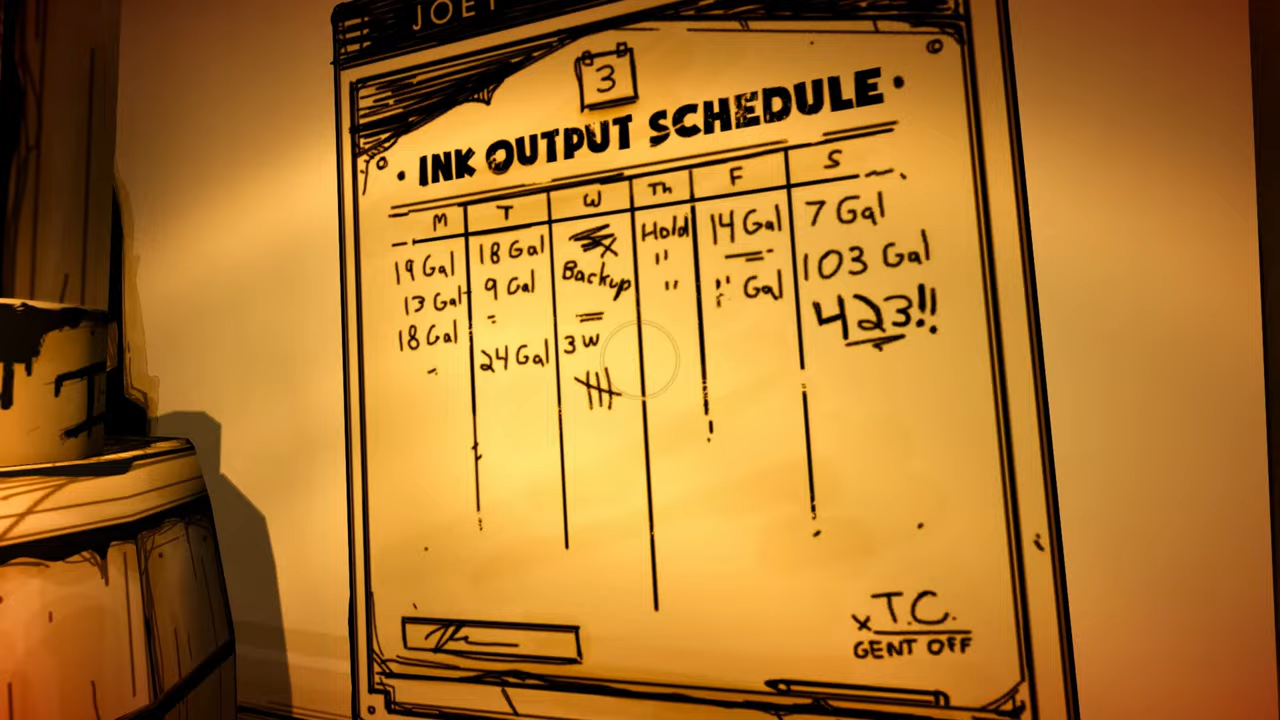 JOEY
3
· INK OUTPUT SCHEDULE ·
M T W Th F S
19 Gal 18 Gal Hold 14 Gal 7 Gal
13 Gal 9 Gal Backup " 103 Gal
18 Gal " = " " Gal 423!!
24 Gal 3 W
x T.C.
GENT OFF